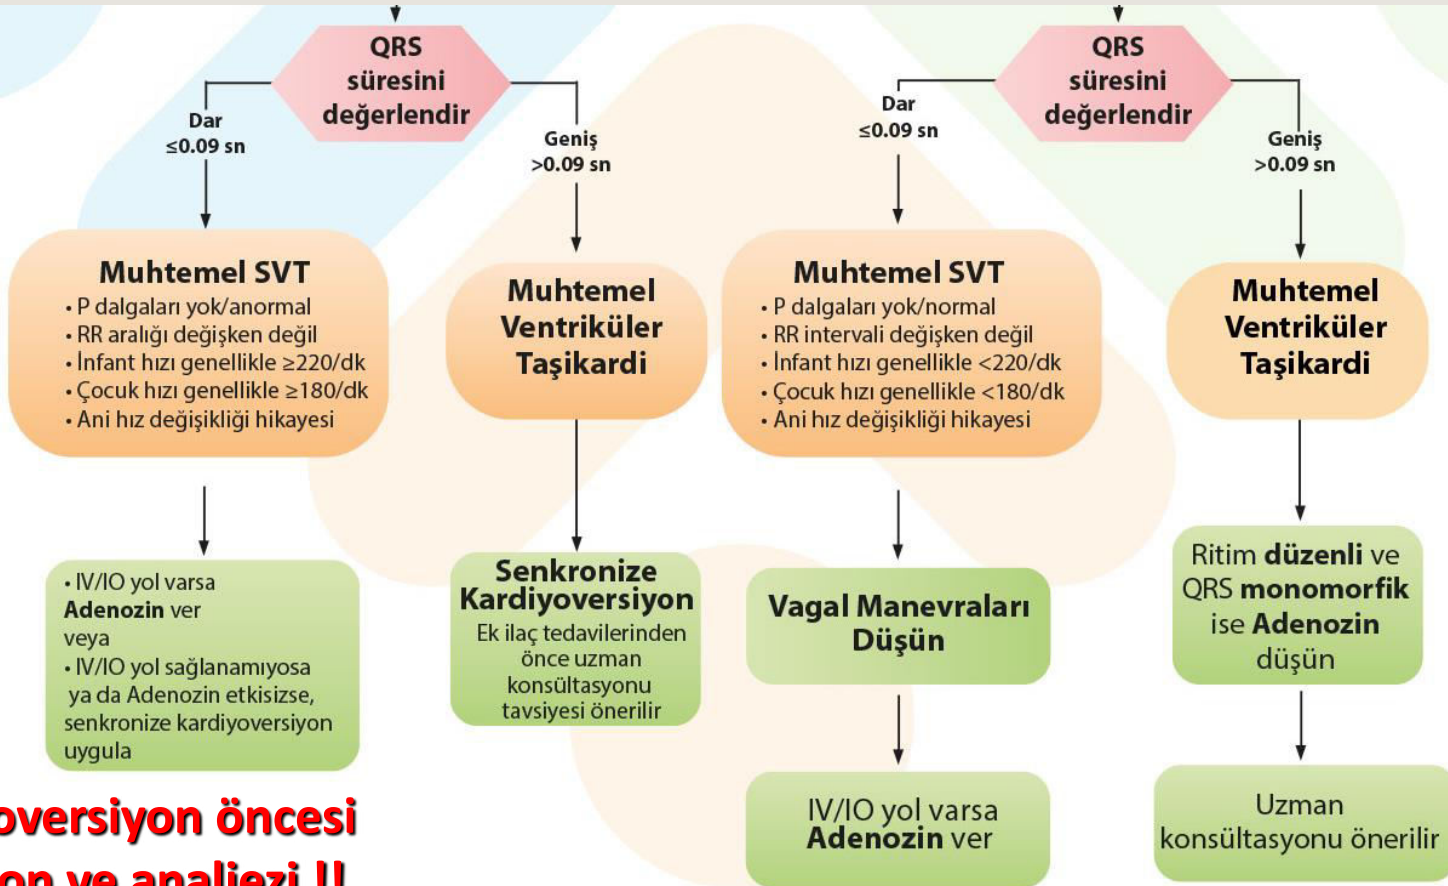 QRS
süresini
değerlendir
Dar
≤0.09 sn
Geniş
>0.09 sn
Muhtemel SVT
• P dalgaları yok/anormal
• RR aralığı değişken değil
• İnfant hızı genellikle ≥220/dk
• Çocuk hızı genellikle ≥180/dk
• Ani hız değişikliği hikayesi
Muhtemel
Ventriküler
Taşikardi
• IV/IO yol varsa
Adenozin ver
veya
• IV/IO yol sağlanamıyosa
ya da Adenozin etkisizse,
senkronize kardiyoversiyon
uygula
Senkronize
Kardiyoversiyon
Ek ilaç tedavilerinden
önce uzman
konsültasyonu
tavsiyesi önerilir
QRS
süresini
değerlendir
Dar
≤0.09 sn
Geniş
>0.09 sn
Muhtemel SVT
• P dalgaları yok/normal
• RR intervali değişken değil
• İnfant hızı genellikle <220/dk
• Çocuk hızı genellikle <180/dk
• Ani hız değişikliği hikayesi
Muhtemel
Ventriküler
Taşikardi
Vagal Manevraları
Düşün
IV/IO yol varsa
Adenozin ver
Ritim düzenli ve
QRS monomorfik
ise Adenozin
düşün
Uzman
konsültasyonu önerilir
oversiyon öncesi
on ve analjezi !!